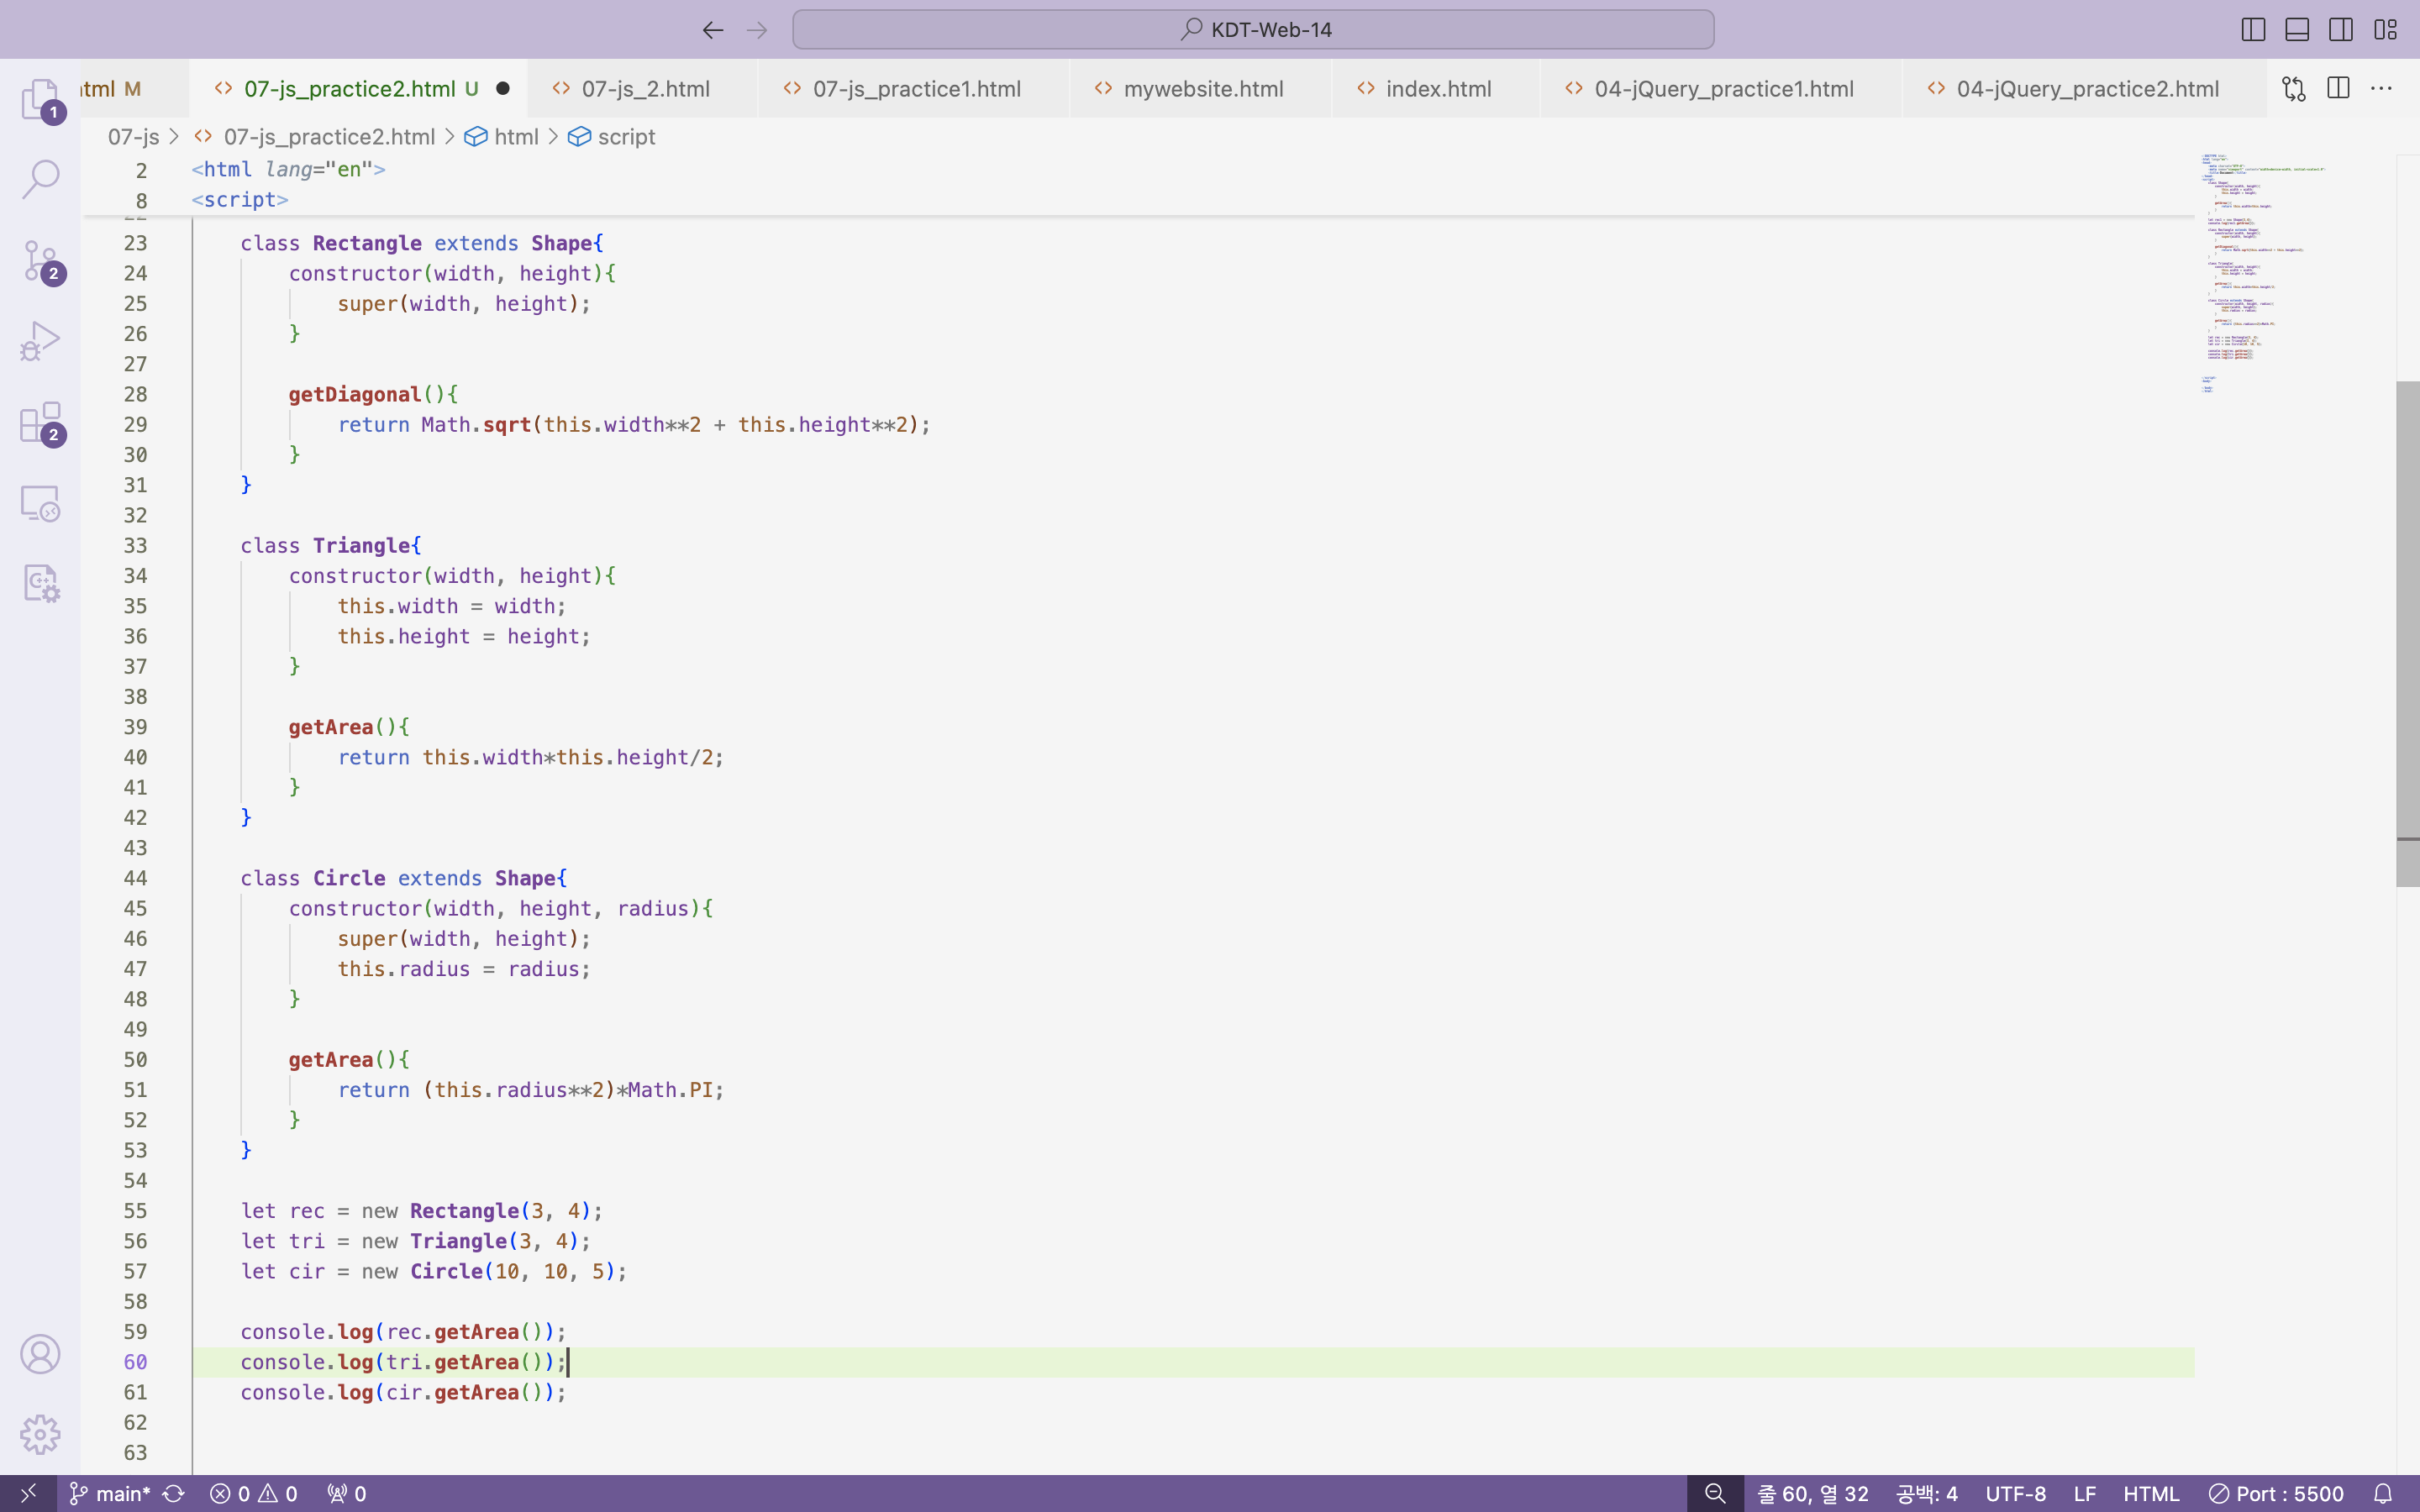 KDT-Web-14
tml M
07-js_practice2.html U
07-js_2.html
07-js_practice1.html
mywebsite.html
index.html
04-jQuery_practice1.html
04-jQuery_practice2.html
07-js > 07-js_practice2.html > html > script
2 <html lang="en">
8 <script>
23 class Rectangle extends Shape{
24 constructor(width, height){
25 super(width, height);
26 }
27
28 getDiagonal(){
29 return Math.sqrt(this.width**2 + this.height**2);
30 }
31 }
32
33 class Triangle{
34 constructor(width, height){
35 this.width = width;
36 this.height = height;
37 }
38
39 getArea(){
40 return this.width*this.height/2;
41 }
42 }
43
44 class Circle extends Shape{
45 constructor(width, height, radius){
46 super(width, height);
47 this.radius = radius;
48 }
49
50 getArea(){
51 return (this.radius**2)*Math.PI;
52 }
53 }
54
55 let rec = new Rectangle(3, 4);
56 let tri = new Triangle(3, 4);
57 let cir = new Circle(10, 10, 5);
58
59 console.log(rec.getArea());
60 console.log(tri.getArea());
61 console.log(cir.getArea());
62
63
1
2
2
main* 0 0 0 줄 60, 열 32 공백: 4 UTF-8 LF HTML Port : 5500